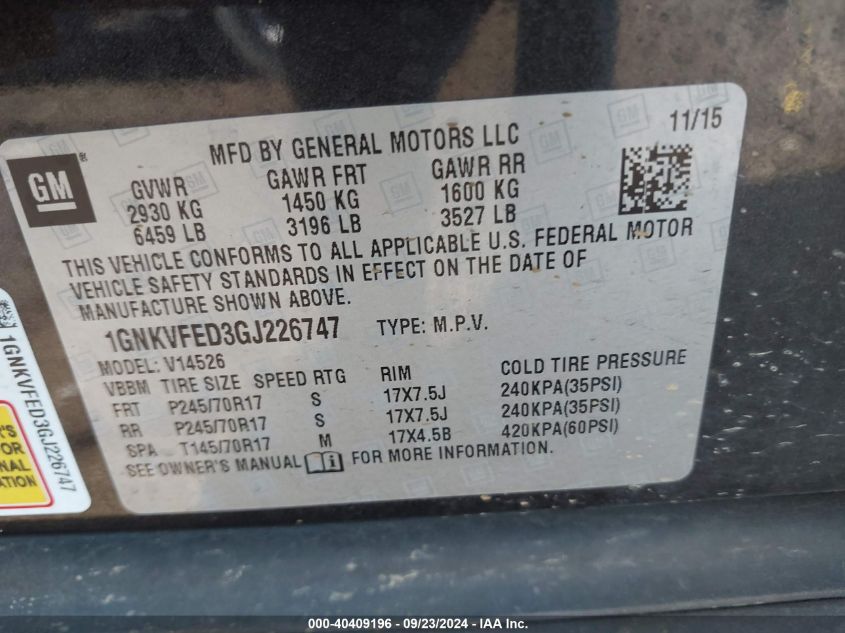 MFD BY GENERAL MOTORS LLC 11/15
GM
GVWR GAWR FRT GAWR RR
2930 KG 1450 KG 1600 KG
6459 LB 3196 LB 3527 LB
THIS VEHICLE CONFORMS TO ALL APPLICABLE U.S. FEDERAL MOTOR
VEHICLE SAFETY STANDARDS IN EFFECT ON THE DATE OF
MANUFACTURE SHOWN ABOVE.
1GNKVFED3GJ226747 TYPE: M.P.V.
MODEL: V14526
VBBM TIRE SIZE SPEED RTG RIM COLD TIRE PRESSURE
FRT P245/70R17 S 17X7.5J 240KPA(35PSI)
RR P245/70R17 S 17X7.5J 240KPA(35PSI)
SPA T145/70R17 M 17X4.5B 420KPA(60PSI)
SEE OWNER'S MANUAL FOR MORE INFORMATION.
1GNKVFED3GJ226747
000-40409196 - 09/23/2024 - IAA Inc.